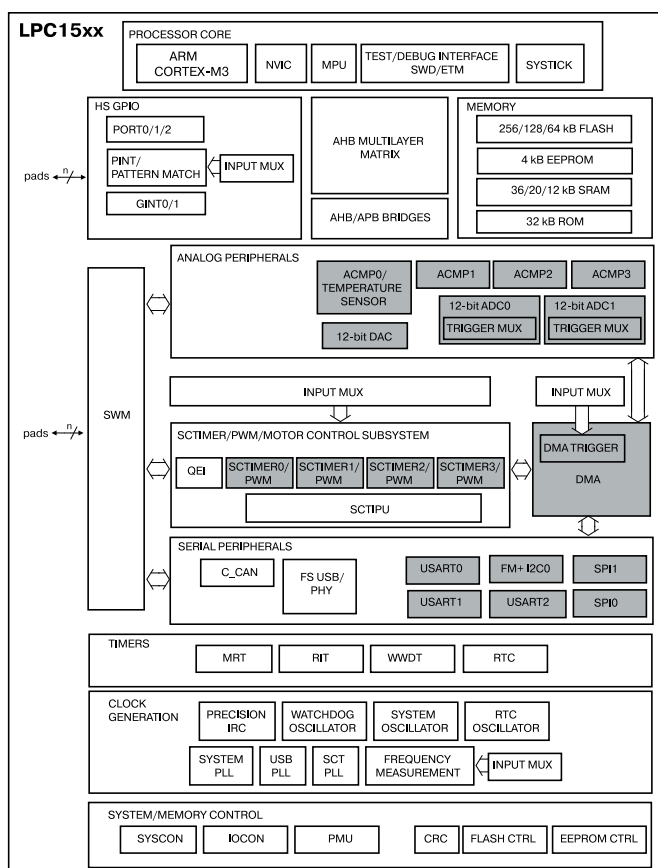 LPC15xx
PROCESSOR CORE
ARM
CORTEX-M3
NVIC
MPU
TEST/DEBUG INTERFACE
SWD/ETM
SYSTICK
HS GPIO
PORT0/1/2
PINT/
PATTERN MATCH
INPUT MUX
GINT0/1
pads
n
AHB MULTILAYER
MATRIX
AHB/APB BRIDGES
MEMORY
256/128/64 kB FLASH
4 kB EEPROM
36/20/12 kB SRAM
32 kB ROM
ANALOG PERIPHERALS
ACMP0/
TEMPERATURE
SENSOR
ACMP1
ACMP2
ACMP3
12-bit DAC
12-bit ADC0
TRIGGER MUX
12-bit ADC1
TRIGGER MUX
SWM
pads
n
INPUT MUX
INPUT MUX
SCTIMER/PWM/MOTOR CONTROL SUBSYSTEM
QEI
SCTIMER0/
PWM
SCTIMER1/
PWM
SCTIMER2/
PWM
SCTIMER3/
PWM
SCTIPU
DMA TRIGGER
DMA
SERIAL PERIPHERALS
C_CAN
FS USB/
PHY
USART0
FM+ I2C0
SPI1
USART1
USART2
SPI0
TIMERS
MRT
RIT
WWDT
RTC
CLOCK
GENERATION
PRECISION
IRC
WATCHDOG
OSCILLATOR
SYSTEM
OSCILLATOR
RTC
OSCILLATOR
SYSTEM
PLL
USB
PLL
SCT
PLL
FREQUENCY
MEASUREMENT
INPUT MUX
SYSTEM/MEMORY CONTROL
SYSCON
IOCON
PMU
CRC
FLASH CTRL
EEPROM CTRL